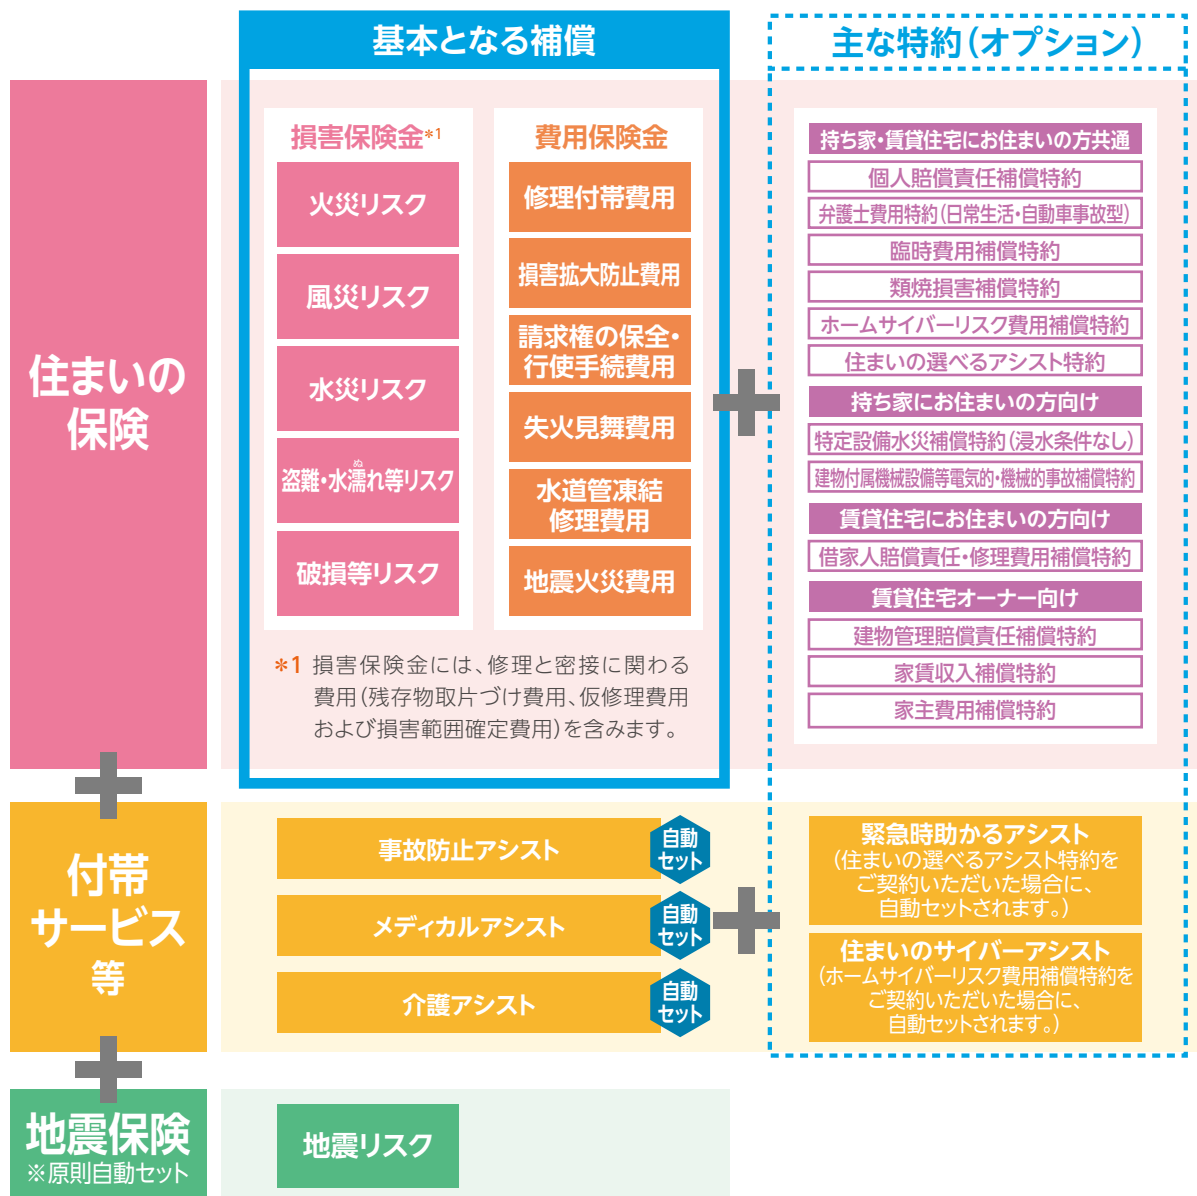 基本となる補償
主な特約（オプション）
住まいの
保険
損害保険金*1
火災リスク
風災リスク
水災リスク
ぬ
盗難・水濡れ等リスク
破損等リスク
費用保険金
修理付帯費用
損害拡大防止費用
請求権の保全・
行使手続費用
失火見舞費用
水道管凍結
修理費用
地震火災費用
*1 損害保険金には、修理と密接に関わる
費用（残存物取片づけ費用、仮修理費用
および損害範囲確定費用）を含みます。
持ち家・賃貸住宅にお住まいの方共通
個人賠償責任補償特約
弁護士費用特約（日常生活・自動車事故型）
臨時費用補償特約
類焼損害補償特約
ホームサイバーリスク費用補償特約
住まいの選べるアシスト特約
持ち家にお住まいの方向け
特定設備水災補償特約（浸水条件なし）
建物付属機械設備等電気的・機械的事故補償特約
賃貸住宅にお住まいの方向け
借家人賠償責任・修理費用補償特約
賃貸住宅オーナー向け
建物管理賠償責任補償特約
家賃収入補償特約
家主費用補償特約
付帯
サービス
等
事故防止アシスト
自動
セット
メディカルアシスト
自動
セット
介護アシスト
自動
セット
緊急時助かるアシスト
（住まいの選べるアシスト特約を
ご契約いただいた場合に、
自動セットされます。）
住まいのサイバーアシスト
（ホームサイバーリスク費用補償特約を
ご契約いただいた場合に、
自動セットされます。）
地震保険
※原則自動セット
地震リスク